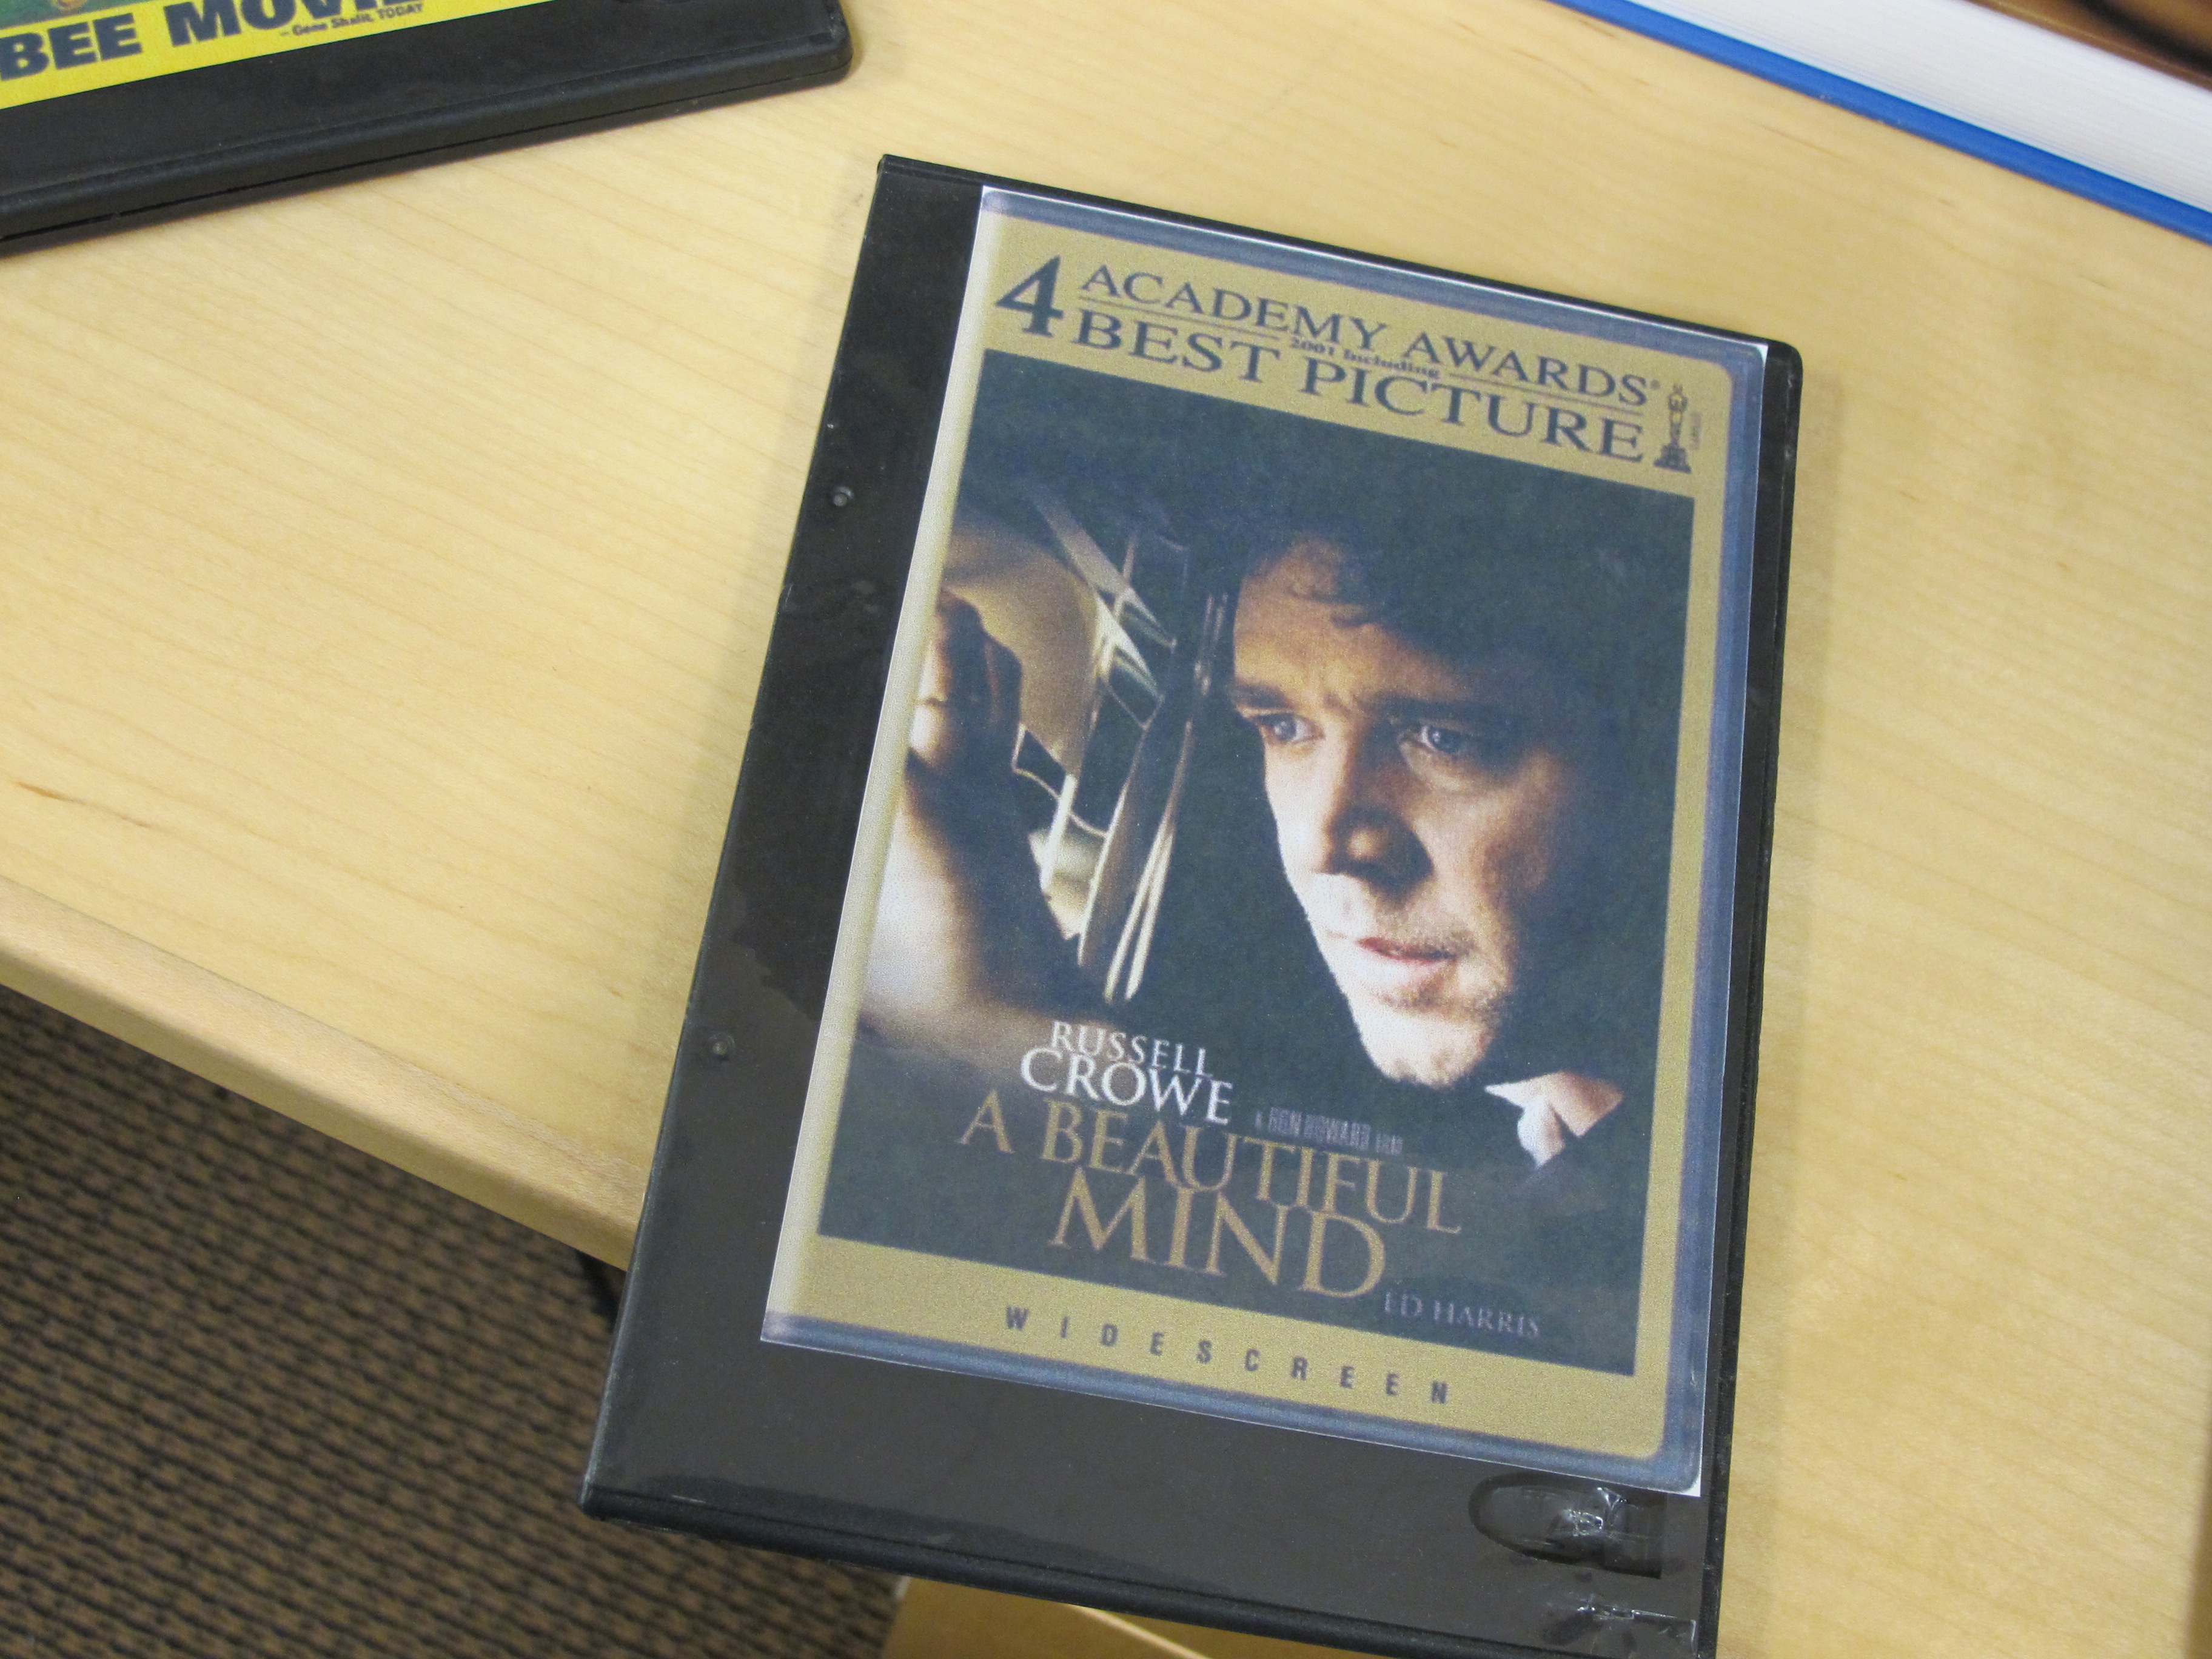 BEE MOVIE
– Gene Shalit, TODAY
4 ACADEMY AWARDS®
2001 Including
BEST PICTURE
RUSSELL
CROWE
A RON HOWARD FILM
A BEAUTIFUL
MIND
ED HARRIS
WIDESCREEN